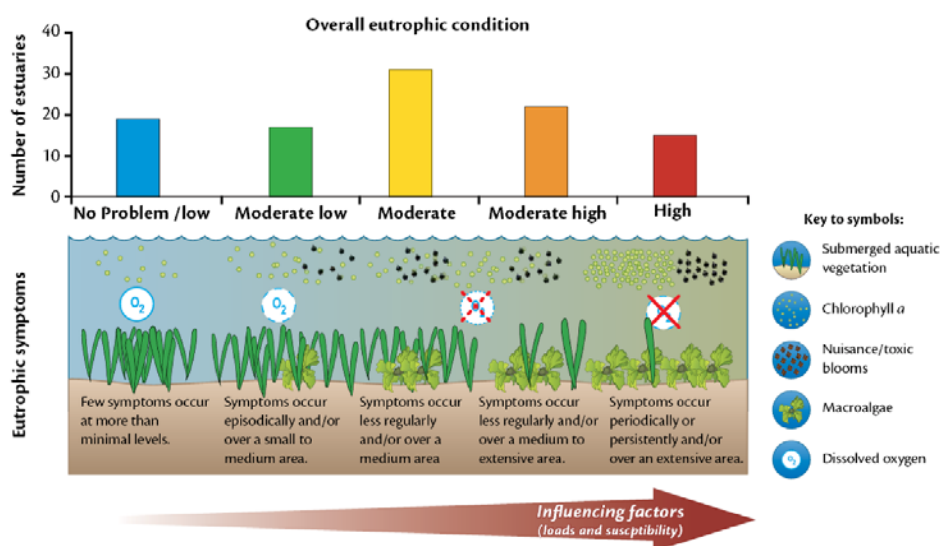 Overall eutrophic condition
Number of estuaries
40
30
20
10
0
No Problem /low
Moderate low
Moderate
Moderate high
High
Eutrophic symptoms
O2
O2
Few symptoms occur
at more than
minimal levels.
Symptoms occur
episodically and/or
over a small to
medium area.
Symptoms occur
less regularly
and/or over a
medium area
Symptoms occur
less regularly and/or
over a medium to
extensive area.
Symptoms occur
periodically or
persistently and/or
over an extensive area.
Key to symbols:
Submerged aquatic
vegetation
Chlorophyll a
Nuisance/toxic
blooms
Macroalgae
O2
Dissolved oxygen
Influencing factors
(loads and suscptibility)